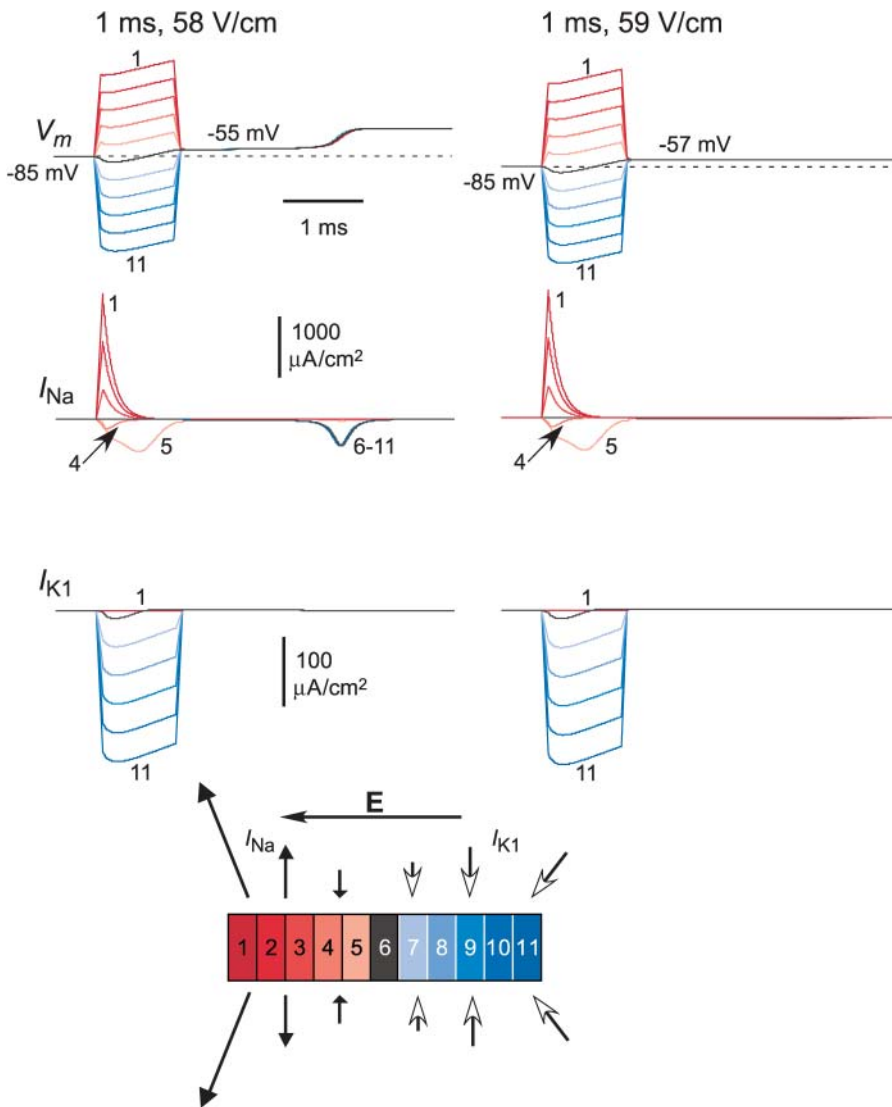 1 ms, 58 V/cm
1 ms, 59 V/cm
1
1
Vm
-55 mV
-57 mV
-85 mV
-85 mV
1 ms
11
11
1
1
1000
μA/cm²
INa
4
5
6-11
4
5
IK1
1
1
100
μA/cm²
11
11
E
INa
IK1
1 2 3 4 5 6 7 8 9 10 11